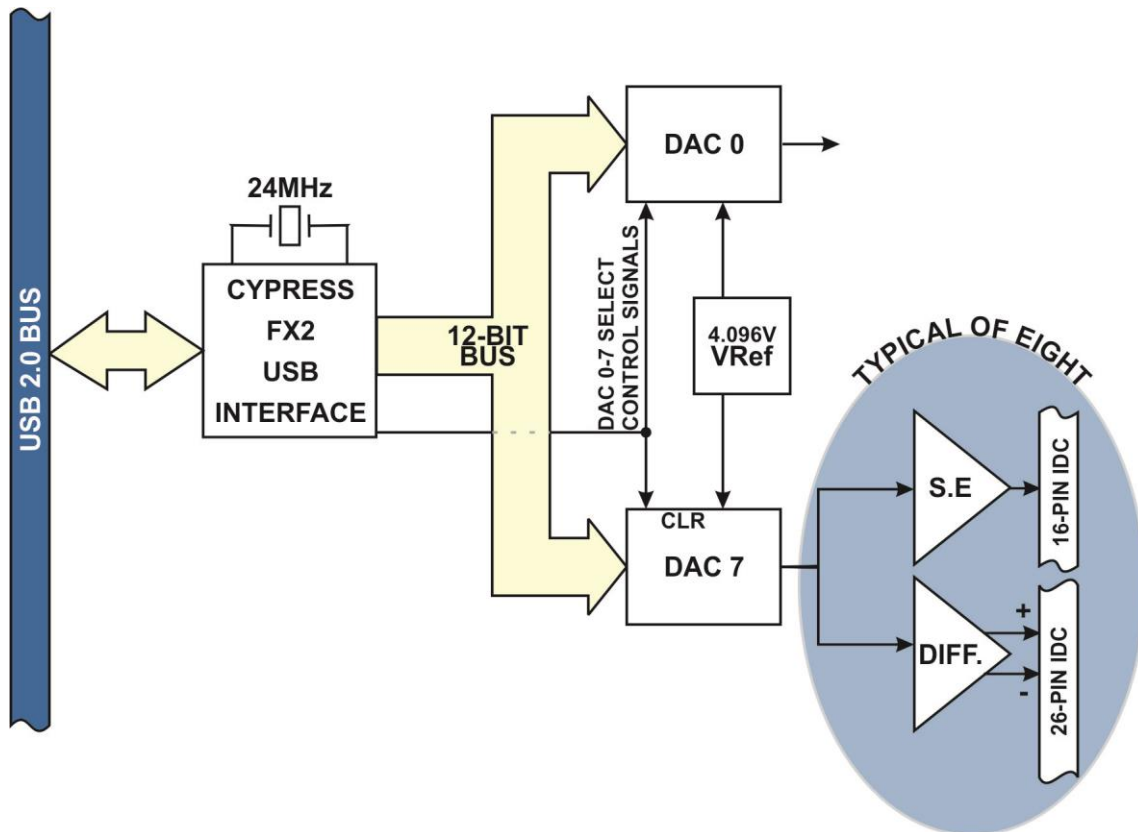 USB 2.0 BUS
24MHz
CYPRESS
FX2
USB
INTERFACE
12-BIT
BUS
DAC 0-7 SELECT
CONTROL SIGNALS
DAC 0
4.096V
VRef
CLR
DAC 7
TYPICAL OF EIGHT
S.E
16-PIN IDC
DIFF.
+
-
26-PIN IDC